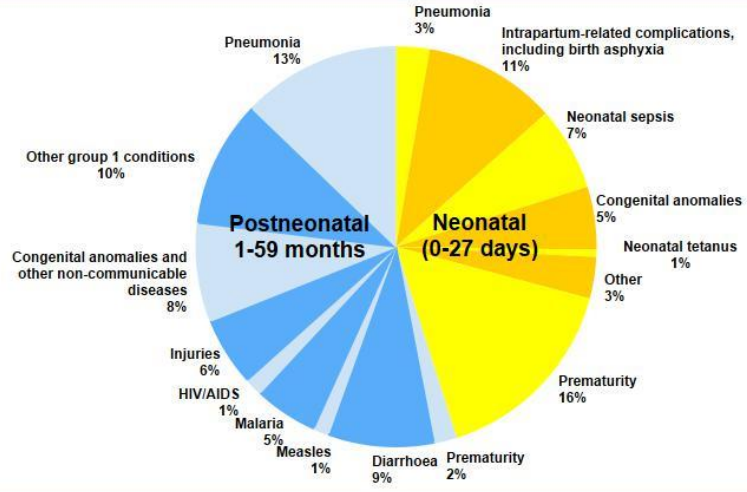 Pneumonia
3%
Intrapartum-related complications,
including birth asphyxia
11%
Neonatal sepsis
7%
Congenital anomalies
5%
Neonatal tetanus
1%
Other
3%
Prematurity
16%
Prematurity
2%
Diarrhoea
9%
Measles
1%
Malaria
5%
HIV/AIDS
1%
Injuries
6%
Congenital anomalies and
other non-communicable
diseases
8%
Other group 1 conditions
10%
Pneumonia
13%
Postneonatal
1-59 months
Neonatal
(0-27 days)